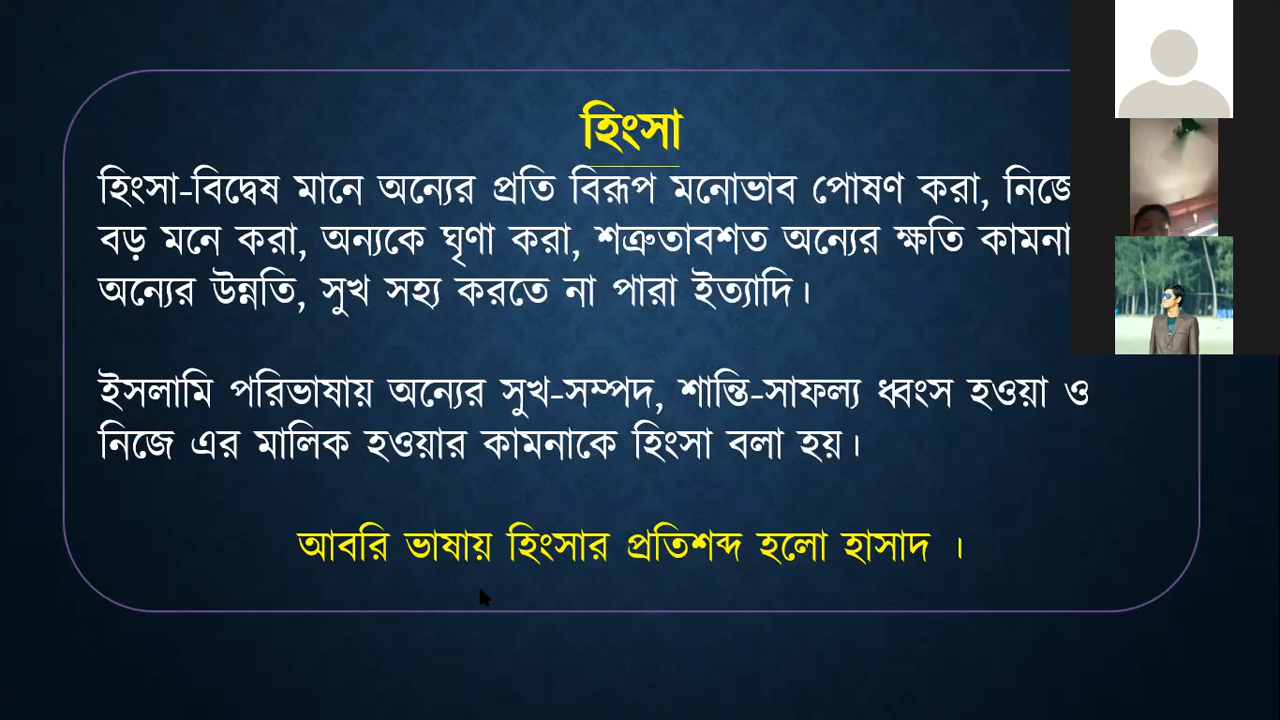 হিংসা
হিংসা-বিদ্বেষ মানে অন্যের প্রতি বিরূপ মনোভাব পোষণ করা,
বড় মনে করা, অন্যকে ঘৃণা করা, শত্রুতাবশত অন্যের ক্ষতি কামনা
অন্যের উন্নতি, সুখ সহ্য করতে না পারা ইত্যাদি।
ইসলামি পরিভাষায় অন্যের সুখ-সম্পদ, শান্তি-সাফল্য ধ্বংস হওয়া ও
নিজে এর মালিক হওয়ার কামনাকে হিংসা বলা হয়।
আবরি ভাষায় হিংসার প্রতিশব্দ হলো হাসাদ ।